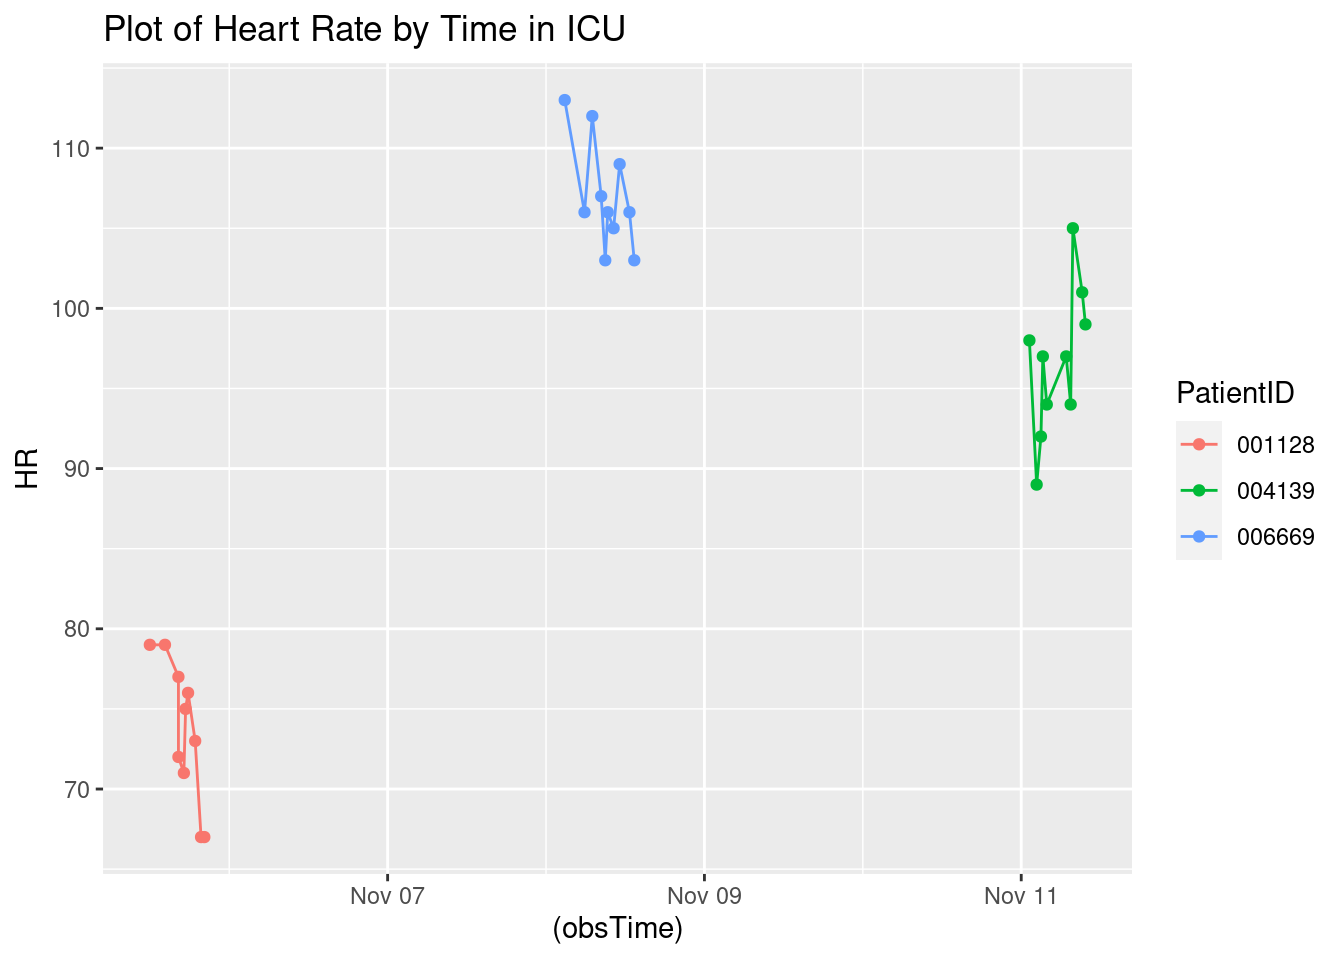 Plot of Heart Rate by Time in ICU
110
100
90
80
70
HR
Nov 07
Nov 09
Nov 11
(obsTime)
PatientID
001128
004139
006669